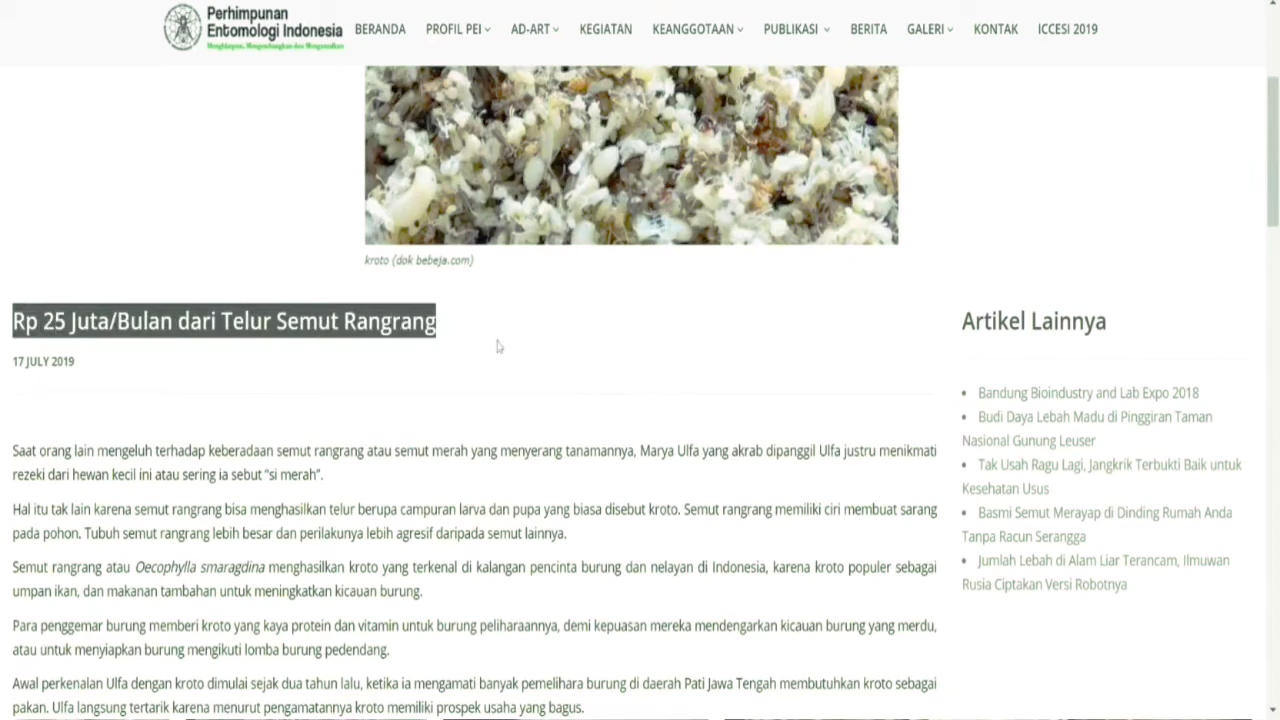 Perhimpunan
Entomologi Indonesia
Menghimpun, Mengembangkan dan Mengamalkan
BERANDA PROFIL PEI AD-ART KEGIATAN KEANGGOTAAN PUBLIKASI BERITA GALERI KONTAK ICCESI 2019
kroto (dok bebeja.com)
Rp 25 Juta/Bulan dari Telur Semut Rangrang
17 JULY 2019
Saat orang lain mengeluh terhadap keberadaan semut rangrang atau semut merah yang menyerang tanamannya, Marya Ulfa yang akrab dipanggil Ulfa justru menikmati
rezeki dari hewan kecil ini atau sering ia sebut “si merah”.
Hal itu tak lain karena semut rangrang bisa menghasilkan telur berupa campuran larva dan pupa yang biasa disebut kroto. Semut rangrang memiliki ciri membuat sarang
pada pohon. Tubuh semut rangrang lebih besar dan perilakunya lebih agresif daripada semut lainnya.
Semut rangrang atau Oecophylla smaragdina menghasilkan kroto yang terkenal di kalangan pencinta burung dan nelayan di Indonesia, karena kroto populer sebagai
umpan ikan, dan makanan tambahan untuk meningkatkan kicauan burung.
Para penggemar burung memberi kroto yang kaya protein dan vitamin untuk burung peliharaannya, demi kepuasan mereka mendengarkan kicauan burung yang merdu,
atau untuk menyiapkan burung mengikuti lomba burung pedendang.
Awal perkenalan Ulfa dengan kroto dimulai sejak dua tahun lalu, ketika ia mengamati banyak pemelihara burung di daerah Pati Jawa Tengah membutuhkan kroto sebagai
pakan. Ulfa langsung tertarik karena menurut pengamatannya kroto memiliki prospek usaha yang bagus.
Artikel Lainnya
Bandung Bioindustry and Lab Expo 2018
Budi Daya Lebah Madu di Pinggiran Taman
Nasional Gunung Leuser
Tak Usah Ragu Lagi, Jangkrik Terbukti Baik untuk
Kesehatan Usus
Basmi Semut Merayap di Dinding Rumah Anda
Tanpa Racun Serangga
Jumlah Lebah di Alam Liar Terancam, Ilmuwan
Rusia Ciptakan Versi Robotnya